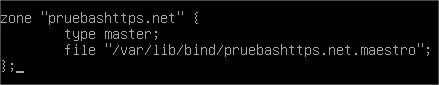 zone "pruebashttps.net" {
        type master;
        file "/var/lib/bind/pruebashttps.net.maestro";
};_